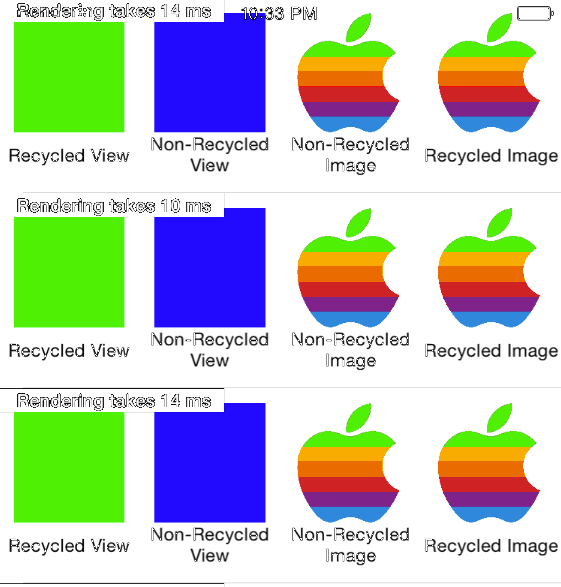 Rendering takes 14 ms
10:33 PM
Recycled View
Non-Recycled
View
Non-Recycled
Image
Recycled Image
Rendering takes 10 ms
Recycled View
Non-Recycled
View
Non-Recycled
Image
Recycled Image
Rendering takes 14 ms
Recycled View
Non-Recycled
View
Non-Recycled
Image
Recycled Image